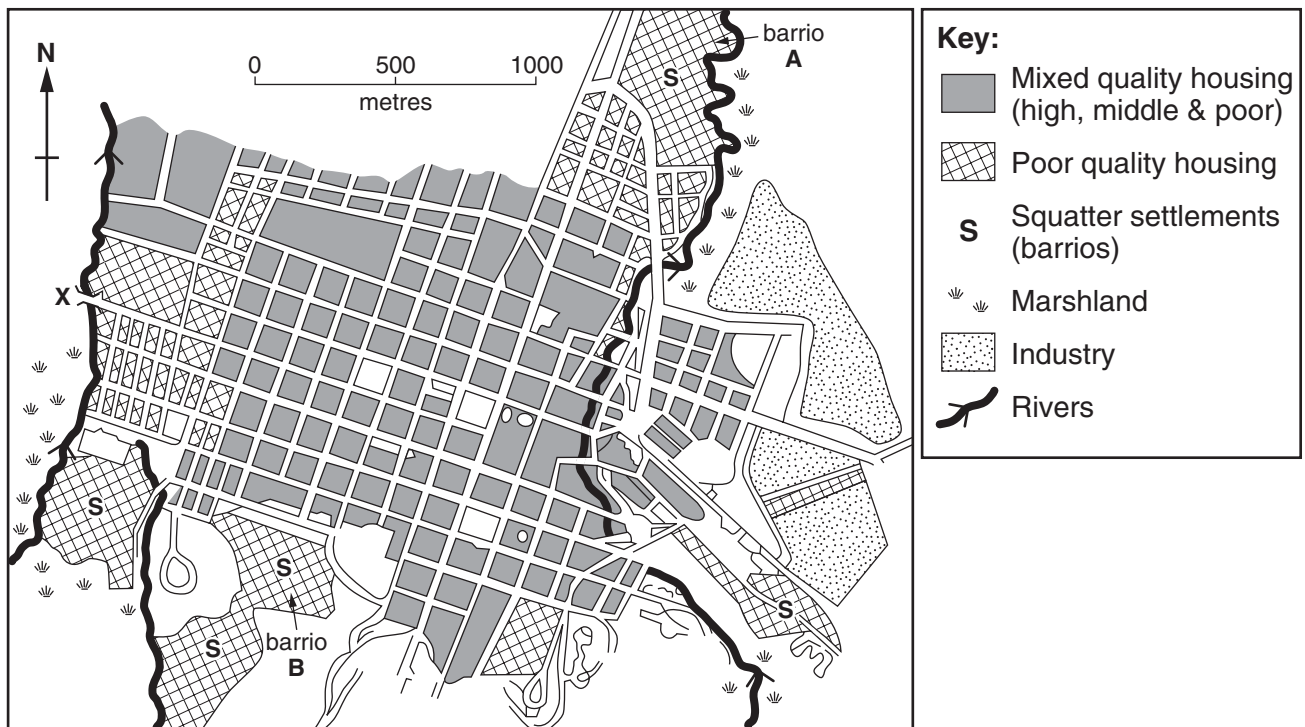 N
0 500 1000
metres
barrio
A
S
X
S
S
barrio
B
S
S
Key:
Mixed quality housing
(high, middle & poor)
Poor quality housing
S Squatter settlements
(barrios)
Marshland
Industry
Rivers